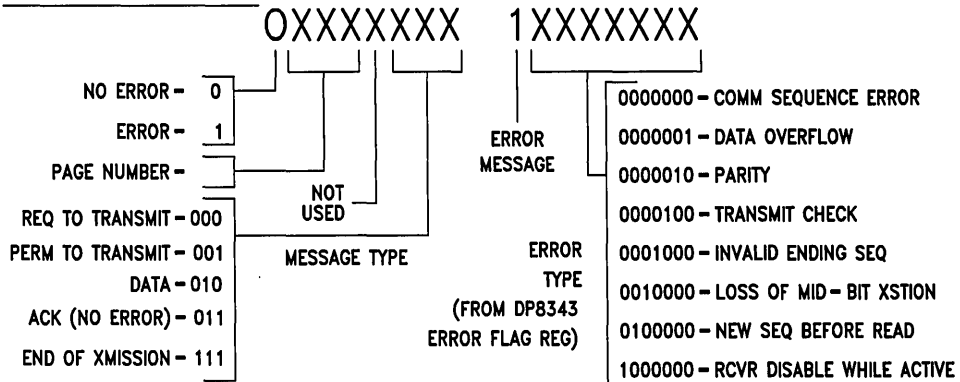 0XXXXXXX 1XXXXXXX
NO ERROR – 0
ERROR – 1
PAGE NUMBER –
NOT
USED
REQ TO TRANSMIT – 000
PERM TO TRANSMIT – 001
DATA – 010
ACK (NO ERROR) – 011
END OF XMISSION – 111
MESSAGE TYPE
ERROR
MESSAGE
ERROR
TYPE
(FROM DP8343
ERROR FLAG REG)
0000000 – COMM SEQUENCE ERROR
0000001 – DATA OVERFLOW
0000010 – PARITY
0000100 – TRANSMIT CHECK
0001000 – INVALID ENDING SEQ
0010000 – LOSS OF MID – BIT XSTION
0100000 – NEW SEQ BEFORE READ
1000000 – RCVR DISABLE WHILE ACTIVE